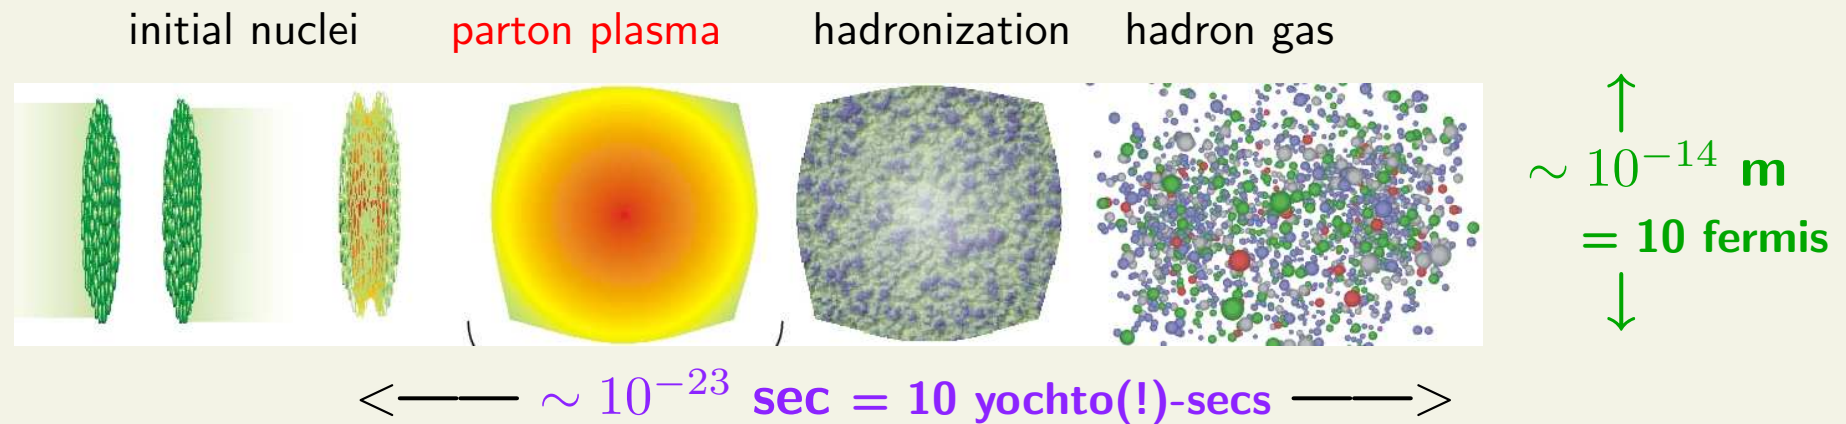 initial nuclei parton plasma hadronization hadron gas
↑
∼ 10⁻¹⁴ m
= 10 fermis
↓
<—— ∼ 10⁻²³ sec = 10 yochto(!)-secs ——>